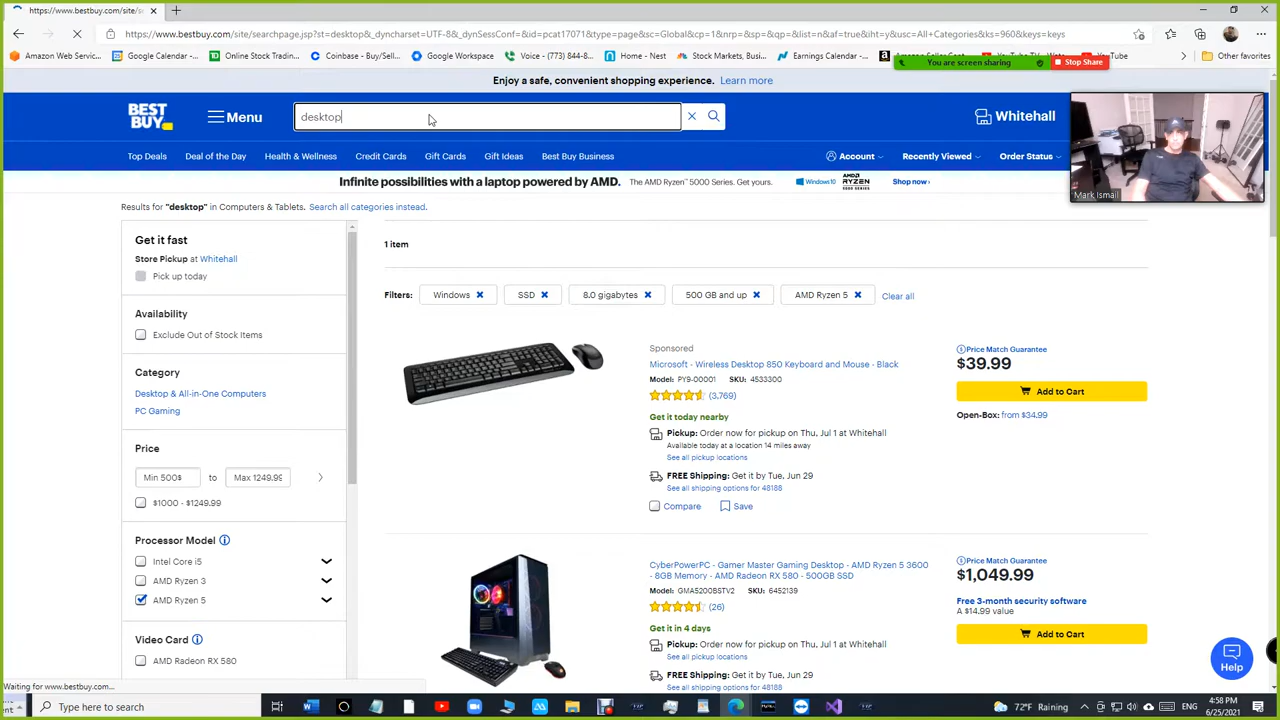 https://www.bestbuy.com/site/s
https://www.bestbuy.com/site/searchpage.jsp?st=desktop&_dyncharset=UTF-8&_dynSessConf=&id=pcat17071&type=page&sc=Global&cp=1&nrp=&sp=&qp=&list=n&af=true&iht=y&usc=All+Categories&ks=960&keys=keys
Amazon Web Servic...
Google Calendar
Online Stock Tradin...
Coinbase - Buy/Sell...
Google Workspace
Voice - (773) 844-8...
Home - Nest
Stock Markets, Busi...
Earnings Calendar...
Other favorites
You are screen sharing
Stop Share
Enjoy a safe, convenient shopping experience. Learn more
BEST BUY
Menu
desktop
Whitehall
Top Deals
Deal of the Day
Health & Wellness
Credit Cards
Gift Cards
Gift Ideas
Best Buy Business
Account
Recently Viewed
Order Status
Mark Ismail
Infinite possibilities with a laptop powered by AMD. The AMD Ryzen™ 5000 Series. Get yours.
Windows 10
AMD RYZEN 5000 SERIES
Shop now ›
Results for "desktop" in Computers & Tablets. Search all categories instead.
Get it fast
Store Pickup at Whitehall
Pick up today
Availability
Exclude Out of Stock Items
Category
Desktop & All-in-One Computers
PC Gaming
Price
Min 500$ to Max 1249.99
$1000 - $1249.99
Processor Model
Intel Core i5
AMD Ryzen 3
AMD Ryzen 5
Video Card
AMD Radeon RX 580
1 item
Filters: Windows SSD 8.0 gigabytes 500 GB and up AMD Ryzen 5 Clear all
Sponsored
Microsoft - Wireless Desktop 850 Keyboard and Mouse - Black
Model: PY9-00001 SKU: 4533300
(3,769)
Get it today nearby
Pickup: Order now for pickup on Thu, Jul 1 at Whitehall
Available today at a location 14 miles away
See all pickup locations
FREE Shipping: Get it by Tue, Jun 29
See all shipping options for 48188
Compare
Save
Price Match Guarantee
$39.99
Add to Cart
Open-Box: from $34.99
CyberPowerPC - Gamer Master Gaming Desktop - AMD Ryzen 5 3600
- 8GB Memory - AMD Radeon RX 580 - 500GB SSD
Model: GMA5200BSTV2 SKU: 6452139
(26)
Get it in 4 days
Pickup: Order now for pickup on Thu, Jul 1 at Whitehall
See all pickup locations
FREE Shipping: Get it by Tue, Jun 29
See all shipping options for 48188
Price Match Guarantee
$1,049.99
Free 3-month security software
A $14.99 value
Add to Cart
Help
Waiting for www.bestbuy.com...
Type here to search
72°F Raining
4:58 PM
6/25/2021